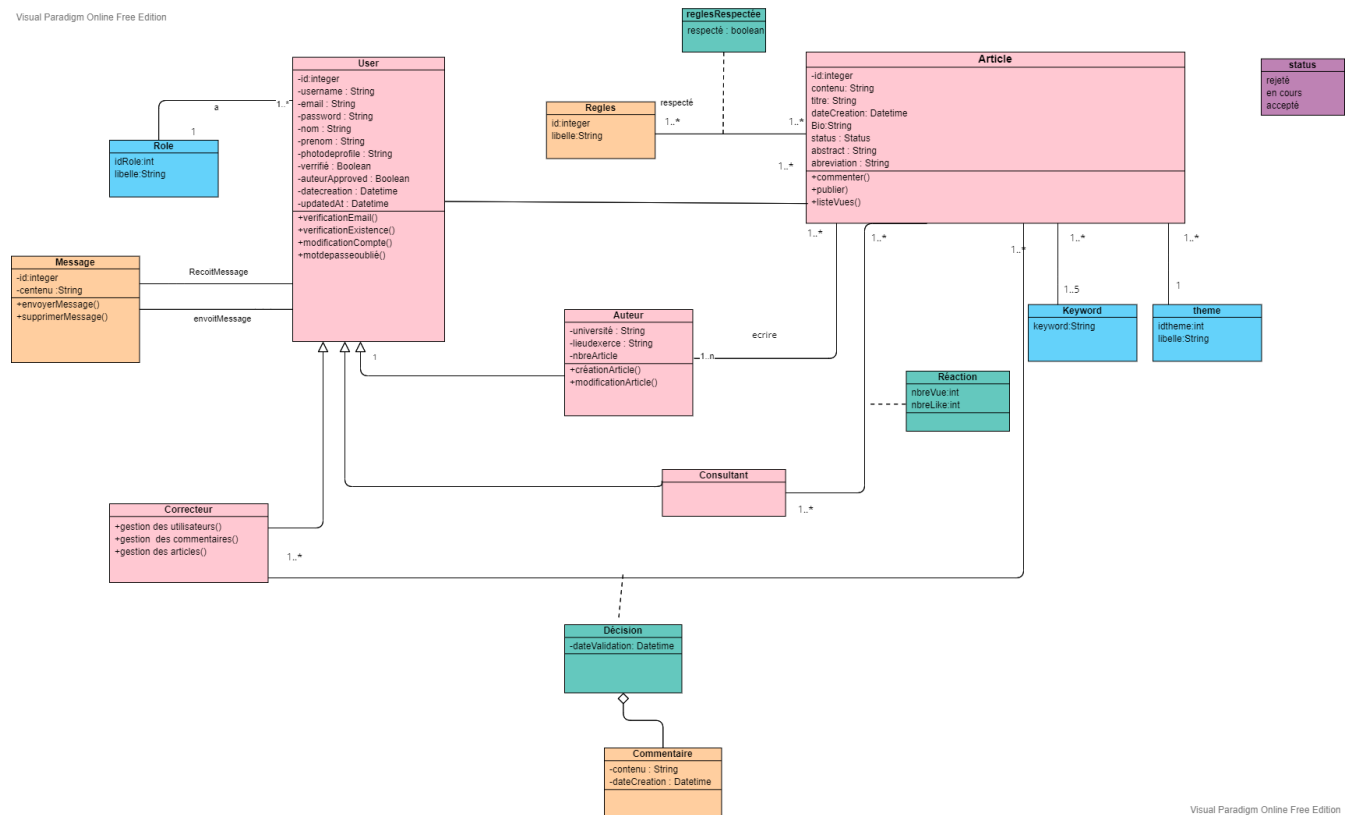 Visual Paradigm Online Free Edition
reglesRespectée
respecté : boolean
User
-id:integer
-username : String
-email : String
-password : String
-nom : String
-prenom : String
-photodeprofile : String
-verrifié : Boolean
-auteurApproved : Boolean
-datecreation : Datetime
-updatedAt : Datetime
+verificationEmail()
+verificationExistence()
+modificationCompte()
+motdepasseoublié()
Article
-id:integer
contenu: String
titre: String
dateCreation: Datetime
Bio:String
status : Status
abstract : String
abreviation : String
+commenter()
+publier)
+listeVues()
status
rejeté
en cours
accepté
a
1..*
1
Role
idRole:int
libelle:String
Regles
id:integer
libelle:String
respecté
1..*
1..*
1..*
Message
-id:integer
-centenu :String
+envoyerMessage()
+supprimerMessage()
RecoitMessage
envoitMessage
1..*
1..*
1..*
1..*
1..*
1..5
1
Keyword
keyword:String
theme
idtheme:int
libelle:String
Auteur
-université : String
-lieudexerce : String
-nbreArticle
+créationArticle()
+modificationArticle()
ecrire
1..n
1
Réaction
nbreVue:int
nbreLike:int
Consultant
1..*
Correcteur
+gestion des utilisateurs()
+gestion des commentaires()
+gestion des articles()
1..*
Décision
-dateValidation: Datetime
Commentaire
-contenu : String
-dateCreation : Datetime
Visual Paradigm Online Free Edition